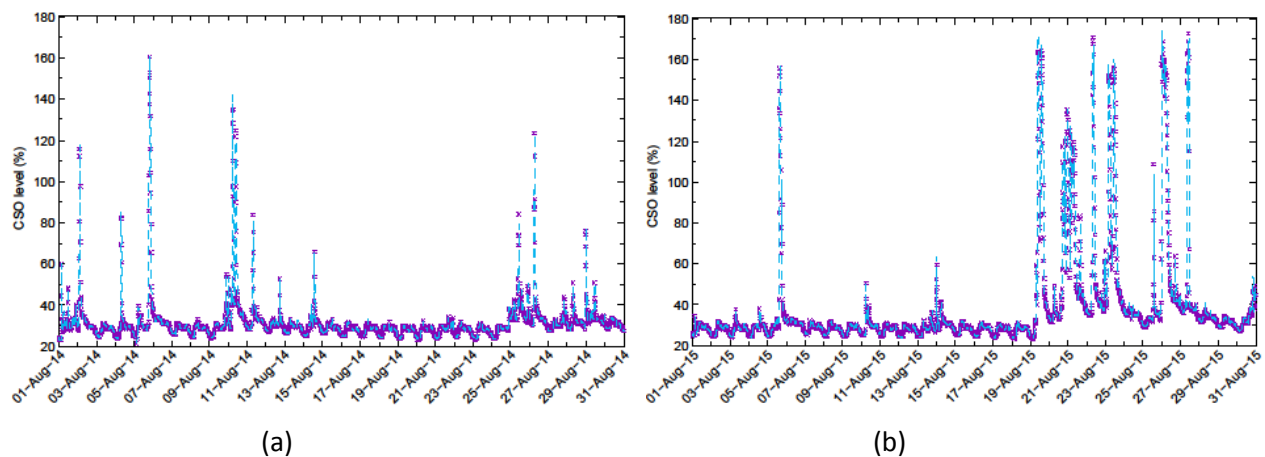 180
160
140
120
100
80
60
40
20
CSO level (%)
01-Aug-14
03-Aug-14
05-Aug-14
07-Aug-14
09-Aug-14
11-Aug-14
13-Aug-14
15-Aug-14
17-Aug-14
19-Aug-14
21-Aug-14
23-Aug-14
25-Aug-14
27-Aug-14
29-Aug-14
31-Aug-14
(a)
180
160
140
120
100
80
60
40
20
CSO level (%)
01-Aug-15
03-Aug-15
05-Aug-15
07-Aug-15
09-Aug-15
11-Aug-15
13-Aug-15
15-Aug-15
17-Aug-15
19-Aug-15
21-Aug-15
23-Aug-15
25-Aug-15
27-Aug-15
29-Aug-15
31-Aug-15
(b)